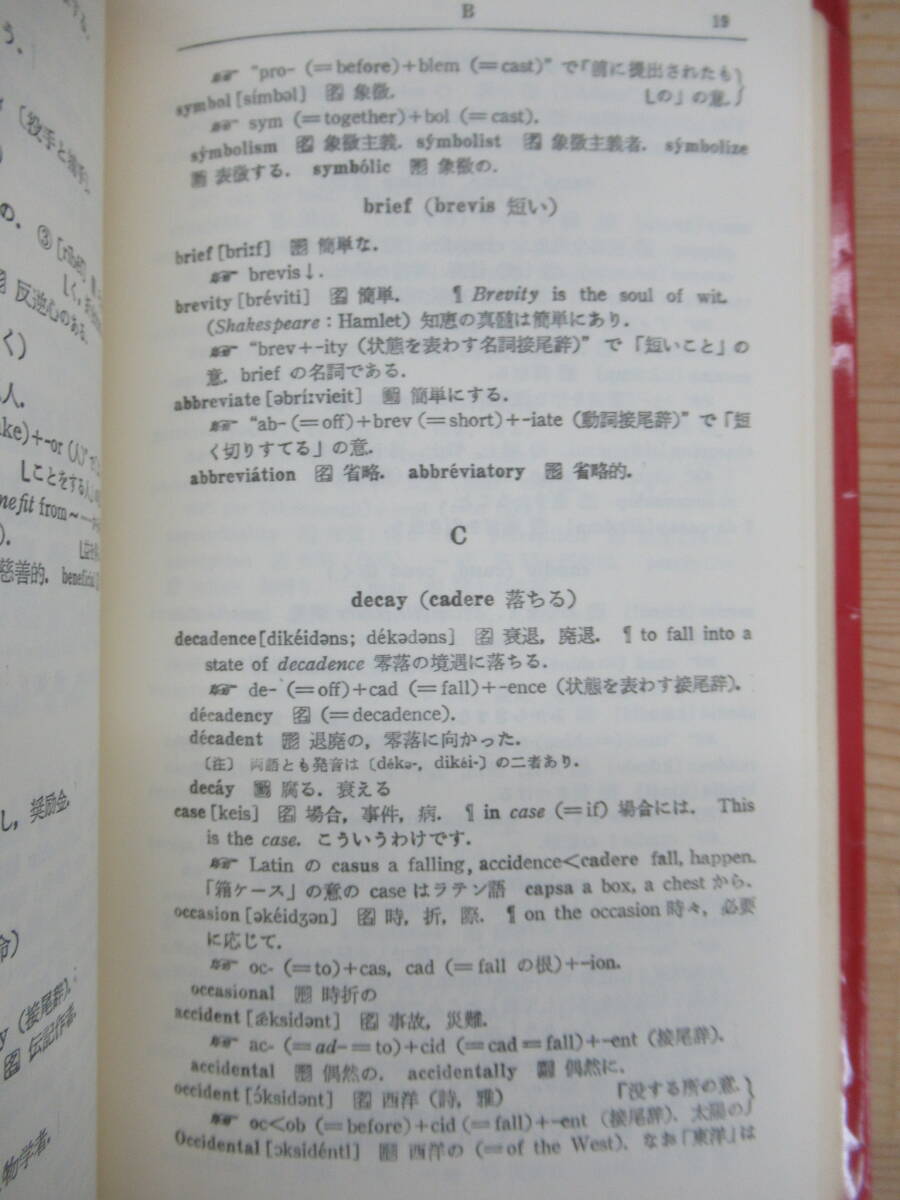 B
19
☞ "pro- (=before)+blem (=cast)" で「前に提出されたも
symbol [símbəl] 名 象徴. しの」の意.
☞ sym (=together)+bol (=cast).
sýmbolism 名 象徴主義. sýmbolist 名 象徴主義者. sýmbolize
動 表徴する. symbólic 形 象徴の.
brief (brevis 短い)
brief [bri:f] 形 簡単な.
☞ brevis↓.
brevity [bréviti] 名 簡単. ¶ Brevity is the soul of wit.
(Shakespeare : Hamlet) 知恵の真髄は簡単にあり.
☞ "brev+-ity (状態を表わす名詞接尾辞)" で「短いこと」の
意. brief の名詞である.
abbreviate [əbrí:vieit] 動 簡単にする.
☞ "ab- (=off)+brev (=short)+-iate (動詞接尾辞)" で「短
く切りすてる」の意.
abbreviátion 名 省略. abbréviatory 形 省略的.
C
decay (cadere 落ちる)
decadence [dikéidəns; dékədəns] 名 衰退, 廃退. ¶ to fall into a
state of decadence 零落の境遇に落ちる.
☞ de- (=off)+cad (=fall)+-ence (状態を表わす接尾辞).
décadency 名 (=decadence).
décadent 形 退廃の, 零落に向かった.
(注) 両語とも発音は [déka-, dikéi-] の二者あり.
decáy 動 腐る. 衰える
case [keis] 名 場合, 事件, 病. ¶ in case (=if) 場合には. This
is the case. こういうわけです.
☞ Latin の casus a falling, accidence<cadere fall, happen.
「箱ケース」の意の case はラテン語 capsa a box, a chest から.
occasion [əkéidʒən] 名 時, 折, 際. ¶ on the occasion 時々, 必要
に応じて.
☞ oc- (=to)+cas, cad (=fall の根)+-ion.
occasional 形 時折の
accident [ǽksidənt] 名 事故, 災難.
☞ ac- (=ad-=to)+cid (=cad=fall)+-ent (接尾辞).
accidental 形 偶然の. accidentally 副 偶然に.
occident [ɔ́ksidənt] 名 西洋 (詩, 雅) 「没する所の意.
☞ oc<ob (=before)+cid (=fall)+-ent (接尾辞). 太陽の
Occidental [ɔksidéntl] 形 西洋の (=of the West). なお「東洋」は